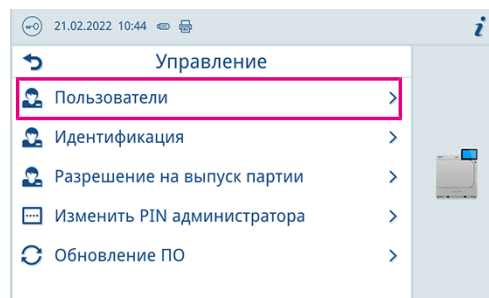 21.02.2022 10:44
Управление
Пользователи
Идентификация
Разрешение на выпуск партии
Изменить PIN администратора
Обновление ПО